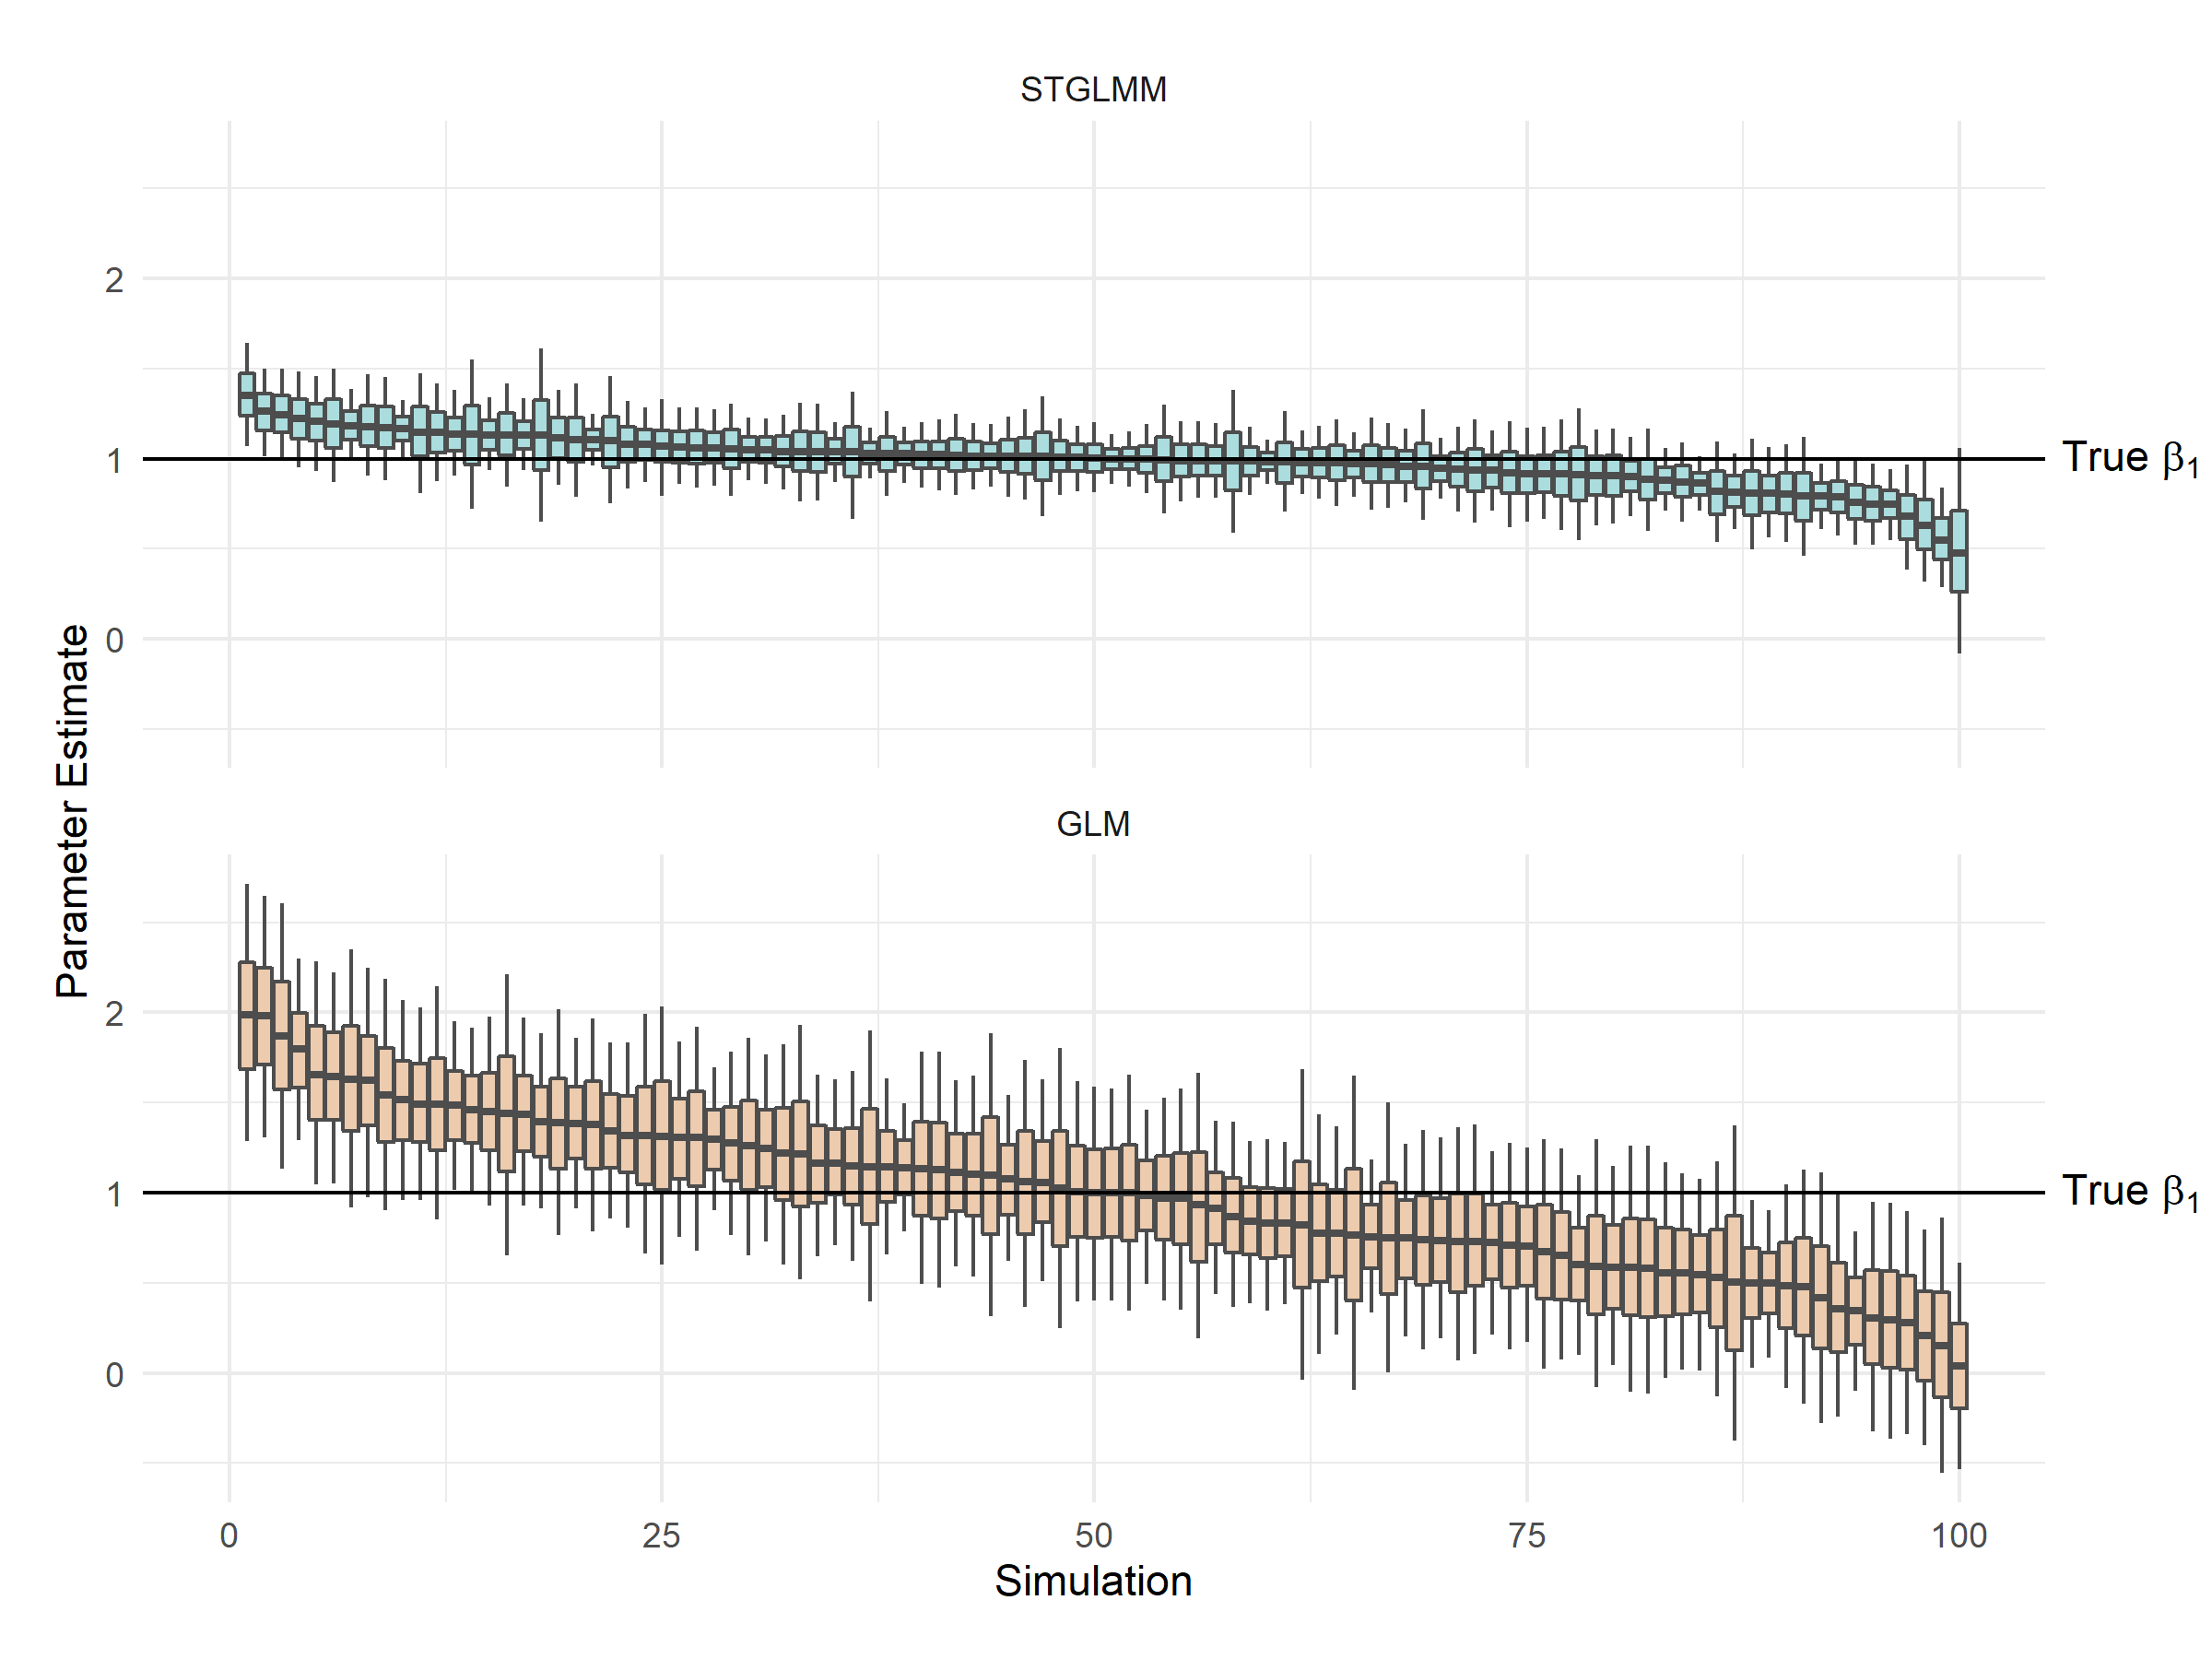 STGLMM
2
1
0
True β₁
Parameter Estimate
GLM
2
1
0
True β₁
0 25 50 75 100
Simulation